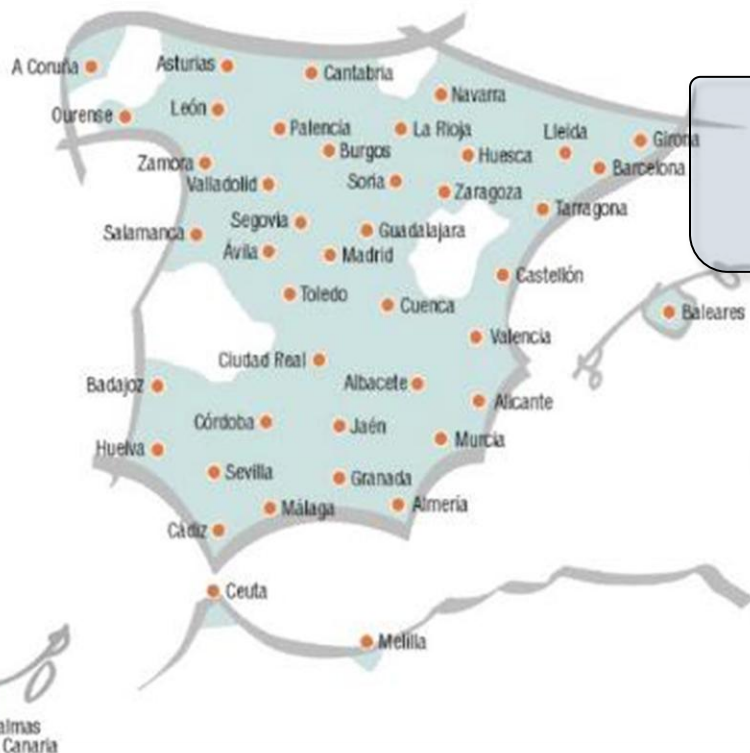 A Coruña
Asturias
Cantabria
Navarra
Ourense
León
Palencia
La Rioja
Lleida
Girona
Burgos
Huesca
Zamora
Barcelona
Valladolid
Soria
Zaragoza
Tarragona
Segovia
Salamanca
Guadalajara
Ávila
Madrid
Castellón
Toledo
Cuenca
Baleares
Valencia
Ciudad Real
Badajoz
Albacete
Alicante
Córdoba
Jaén
Huelva
Murcia
Sevilla
Granada
Málaga
Almería
Cádiz
Ceuta
Melilla
almas
Canaria